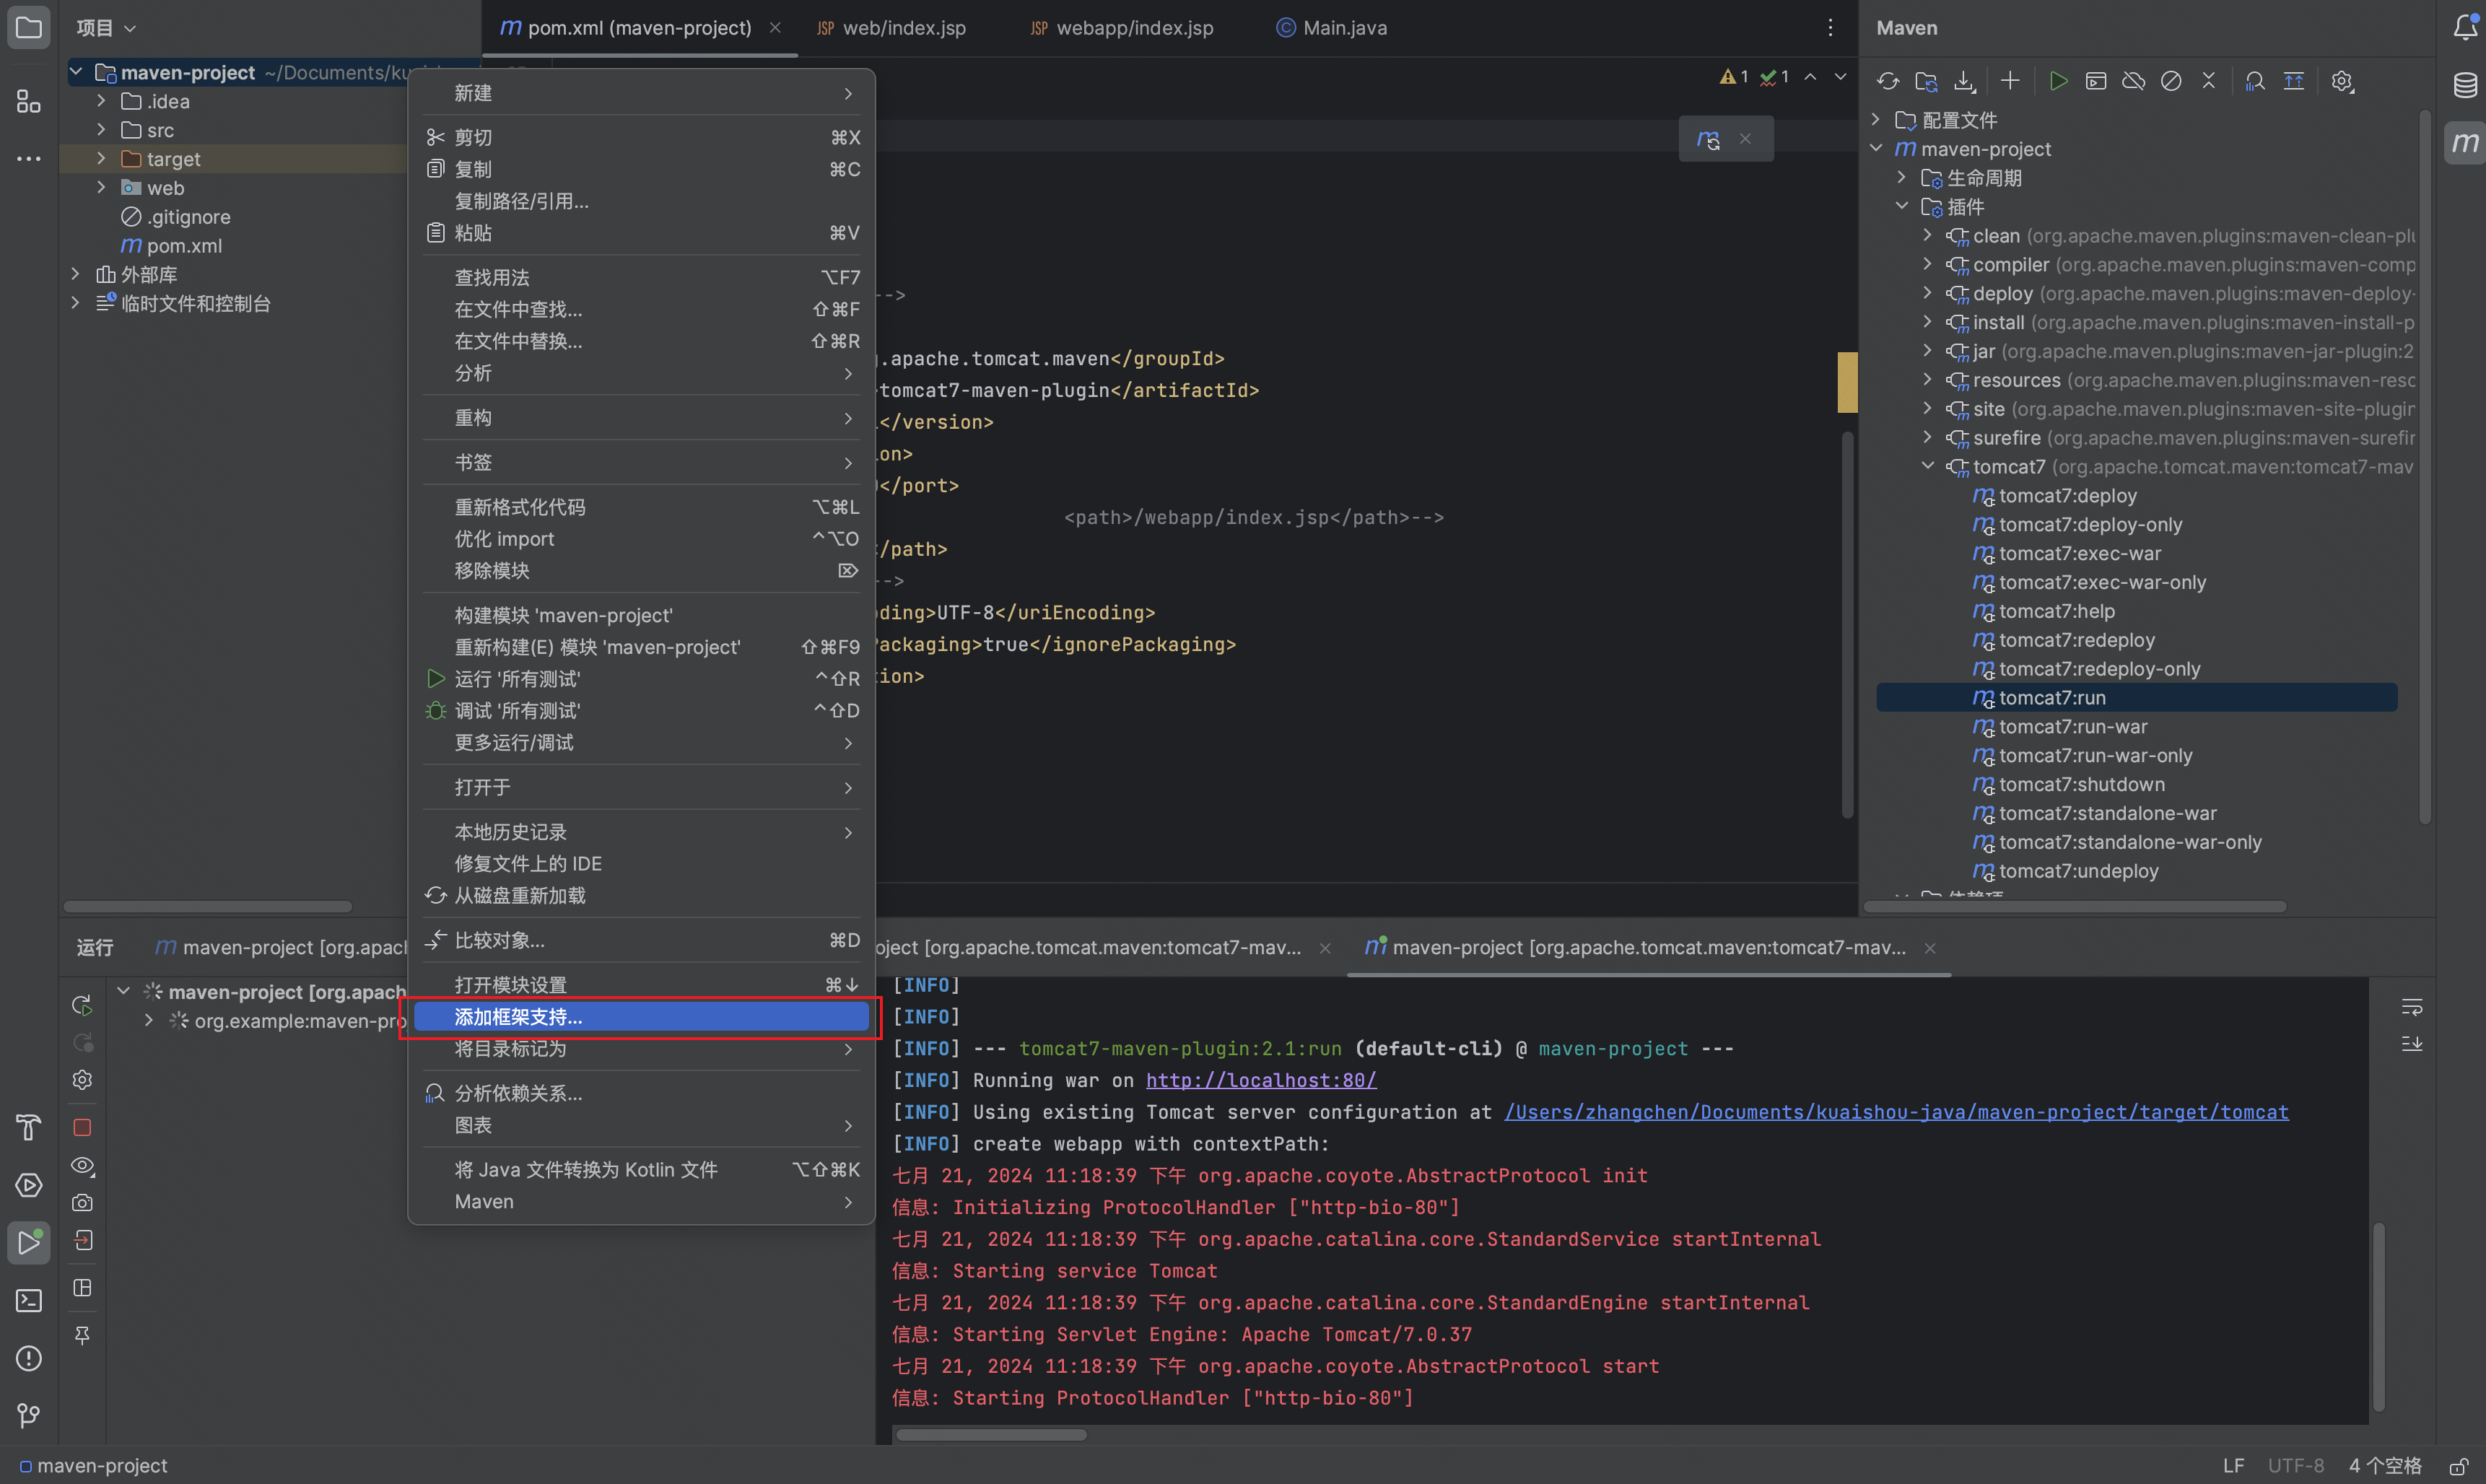 项目
pom.xml (maven-project)
web/index.jsp
webapp/index.jsp
Main.java
Maven
maven-project ~/Documents/ku
.idea
src
target
web
.gitignore
pom.xml
外部库
临时文件和控制台
新建
剪切 ⌘X
复制 ⌘C
复制路径/引用...
粘贴 ⌘V
查找用法 ⌥F7
在文件中查找... ⇧⌘F
在文件中替换... ⇧⌘R
分析
重构
书签
重新格式化代码 ⌥⌘L
优化 import ^⌥O
移除模块 ⌦
构建模块 'maven-project'
重新构建(E) 模块 'maven-project' ⇧⌘F9
运行 '所有测试' ^⇧R
调试 '所有测试' ^⇧D
更多运行/调试
打开于
本地历史记录
修复文件上的 IDE
从磁盘重新加载
比较对象... ⌘D
打开模块设置 ⌘↓
添加框架支持...
将目录标记为
分析依赖关系...
图表
将 Java 文件转换为 Kotlin 文件 ⌥⇧⌘K
Maven
1 1
-->
.apache.tomcat.maven</groupId>
tomcat7-maven-plugin</artifactId>
</version>
on>
</port>
<path>/webapp/index.jsp</path>-->
/path>
-->
ding>UTF-8</uriEncoding>
Packaging>true</ignorePackaging>
tion>
配置文件
maven-project
生命周期
插件
clean (org.apache.maven.plugins:maven-clean-plu
compiler (org.apache.maven.plugins:maven-comp
deploy (org.apache.maven.plugins:maven-deploy-
install (org.apache.maven.plugins:maven-install-p
jar (org.apache.maven.plugins:maven-jar-plugin:2
resources (org.apache.maven.plugins:maven-resc
site (org.apache.maven.plugins:maven-site-plugin
surefire (org.apache.maven.plugins:maven-surefir
tomcat7 (org.apache.tomcat.maven:tomcat7-mav
tomcat7:deploy
tomcat7:deploy-only
tomcat7:exec-war
tomcat7:exec-war-only
tomcat7:help
tomcat7:redeploy
tomcat7:redeploy-only
tomcat7:run
tomcat7:run-war
tomcat7:run-war-only
tomcat7:shutdown
tomcat7:standalone-war
tomcat7:standalone-war-only
tomcat7:undeploy
依赖项
运行
maven-project [org.apach
oject [org.apache.tomcat.maven:tomcat7-mav...
maven-project [org.apache.tomcat.maven:tomcat7-mav...
maven-project [org.apach
org.example:maven-pro
[INFO]
[INFO]
[INFO] --- tomcat7-maven-plugin:2.1:run (default-cli) @ maven-project ---
[INFO] Running war on http://localhost:80/
[INFO] Using existing Tomcat server configuration at /Users/zhangchen/Documents/kuaishou-java/maven-project/target/tomcat
[INFO] create webapp with contextPath:
七月 21, 2024 11:18:39 下午 org.apache.coyote.AbstractProtocol init
信息: Initializing ProtocolHandler ["http-bio-80"]
七月 21, 2024 11:18:39 下午 org.apache.catalina.core.StandardService startInternal
信息: Starting service Tomcat
七月 21, 2024 11:18:39 下午 org.apache.catalina.core.StandardEngine startInternal
信息: Starting Servlet Engine: Apache Tomcat/7.0.37
七月 21, 2024 11:18:39 下午 org.apache.coyote.AbstractProtocol start
信息: Starting ProtocolHandler ["http-bio-80"]
maven-project
LF UTF-8 4 个空格